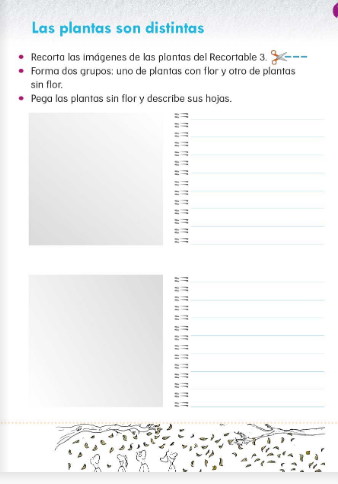 Las plantas son distintas
Recorta las imágenes de las plantas del Recortable 3.
Forma dos grupos: uno de plantas con flor y otro de plantas
sin flor.
Pega las plantas sin flor y describe sus hojas.